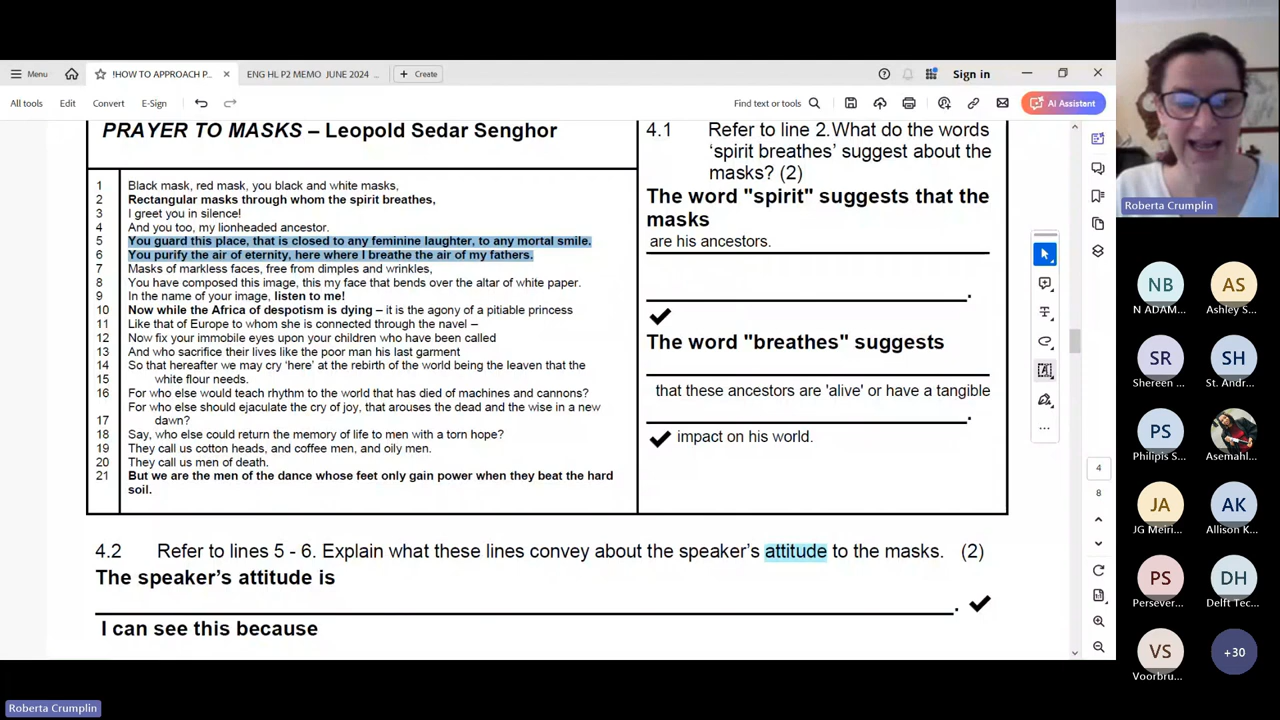 Menu
!HOW TO APPROACH P...
ENG HL P2 MEMO JUNE 2024 ...
+ Create
Sign in
All tools
Edit
Convert
E-Sign
Find text or tools
AI Assistant
PRAYER TO MASKS – Leopold Sedar Senghor
1 Black mask, red mask, you black and white masks,
2 Rectangular masks through whom the spirit breathes,
3 I greet you in silence!
4 And you too, my lionheaded ancestor.
5 You guard this place, that is closed to any feminine laughter, to any mortal smile.
6 You purify the air of eternity, here where I breathe the air of my fathers.
7 Masks of markless faces, free from dimples and wrinkles,
8 You have composed this image, this my face that bends over the altar of white paper.
9 In the name of your image, listen to me!
10 Now while the Africa of despotism is dying – it is the agony of a pitiable princess
11 Like that of Europe to whom she is connected through the navel –
12 Now fix your immobile eyes upon your children who have been called
13 And who sacrifice their lives like the poor man his last garment
14 So that hereafter we may cry 'here' at the rebirth of the world being the leaven that the
15 white flour needs.
16 For who else would teach rhythm to the world that has died of machines and cannons?
For who else should ejaculate the cry of joy, that arouses the dead and the wise in a new
17 dawn?
18 Say, who else could return the memory of life to men with a torn hope?
19 They call us cotton heads, and coffee men, and oily men.
20 They call us men of death.
21 But we are the men of the dance whose feet only gain power when they beat the hard
soil.
4.1 Refer to line 2.What do the words
'spirit breathes' suggest about the
masks? (2)
The word "spirit" suggests that the
masks
are his ancestors.
.
The word "breathes" suggests
that these ancestors are 'alive' or have a tangible
.
impact on his world.
4.2 Refer to lines 5 - 6. Explain what these lines convey about the speaker's attitude to the masks. (2)
The speaker's attitude is
.
I can see this because
4
8
Roberta Crumplin
NB
N ADAM...
AS
Ashley S...
SR
Shereen ...
SH
St. Andr...
PS
Philipis S...
Asemahl...
JA
JG Meiri...
AK
Allison K...
PS
Persever...
DH
Delft Tec...
VS
Voorbru...
+30
Roberta Crumplin